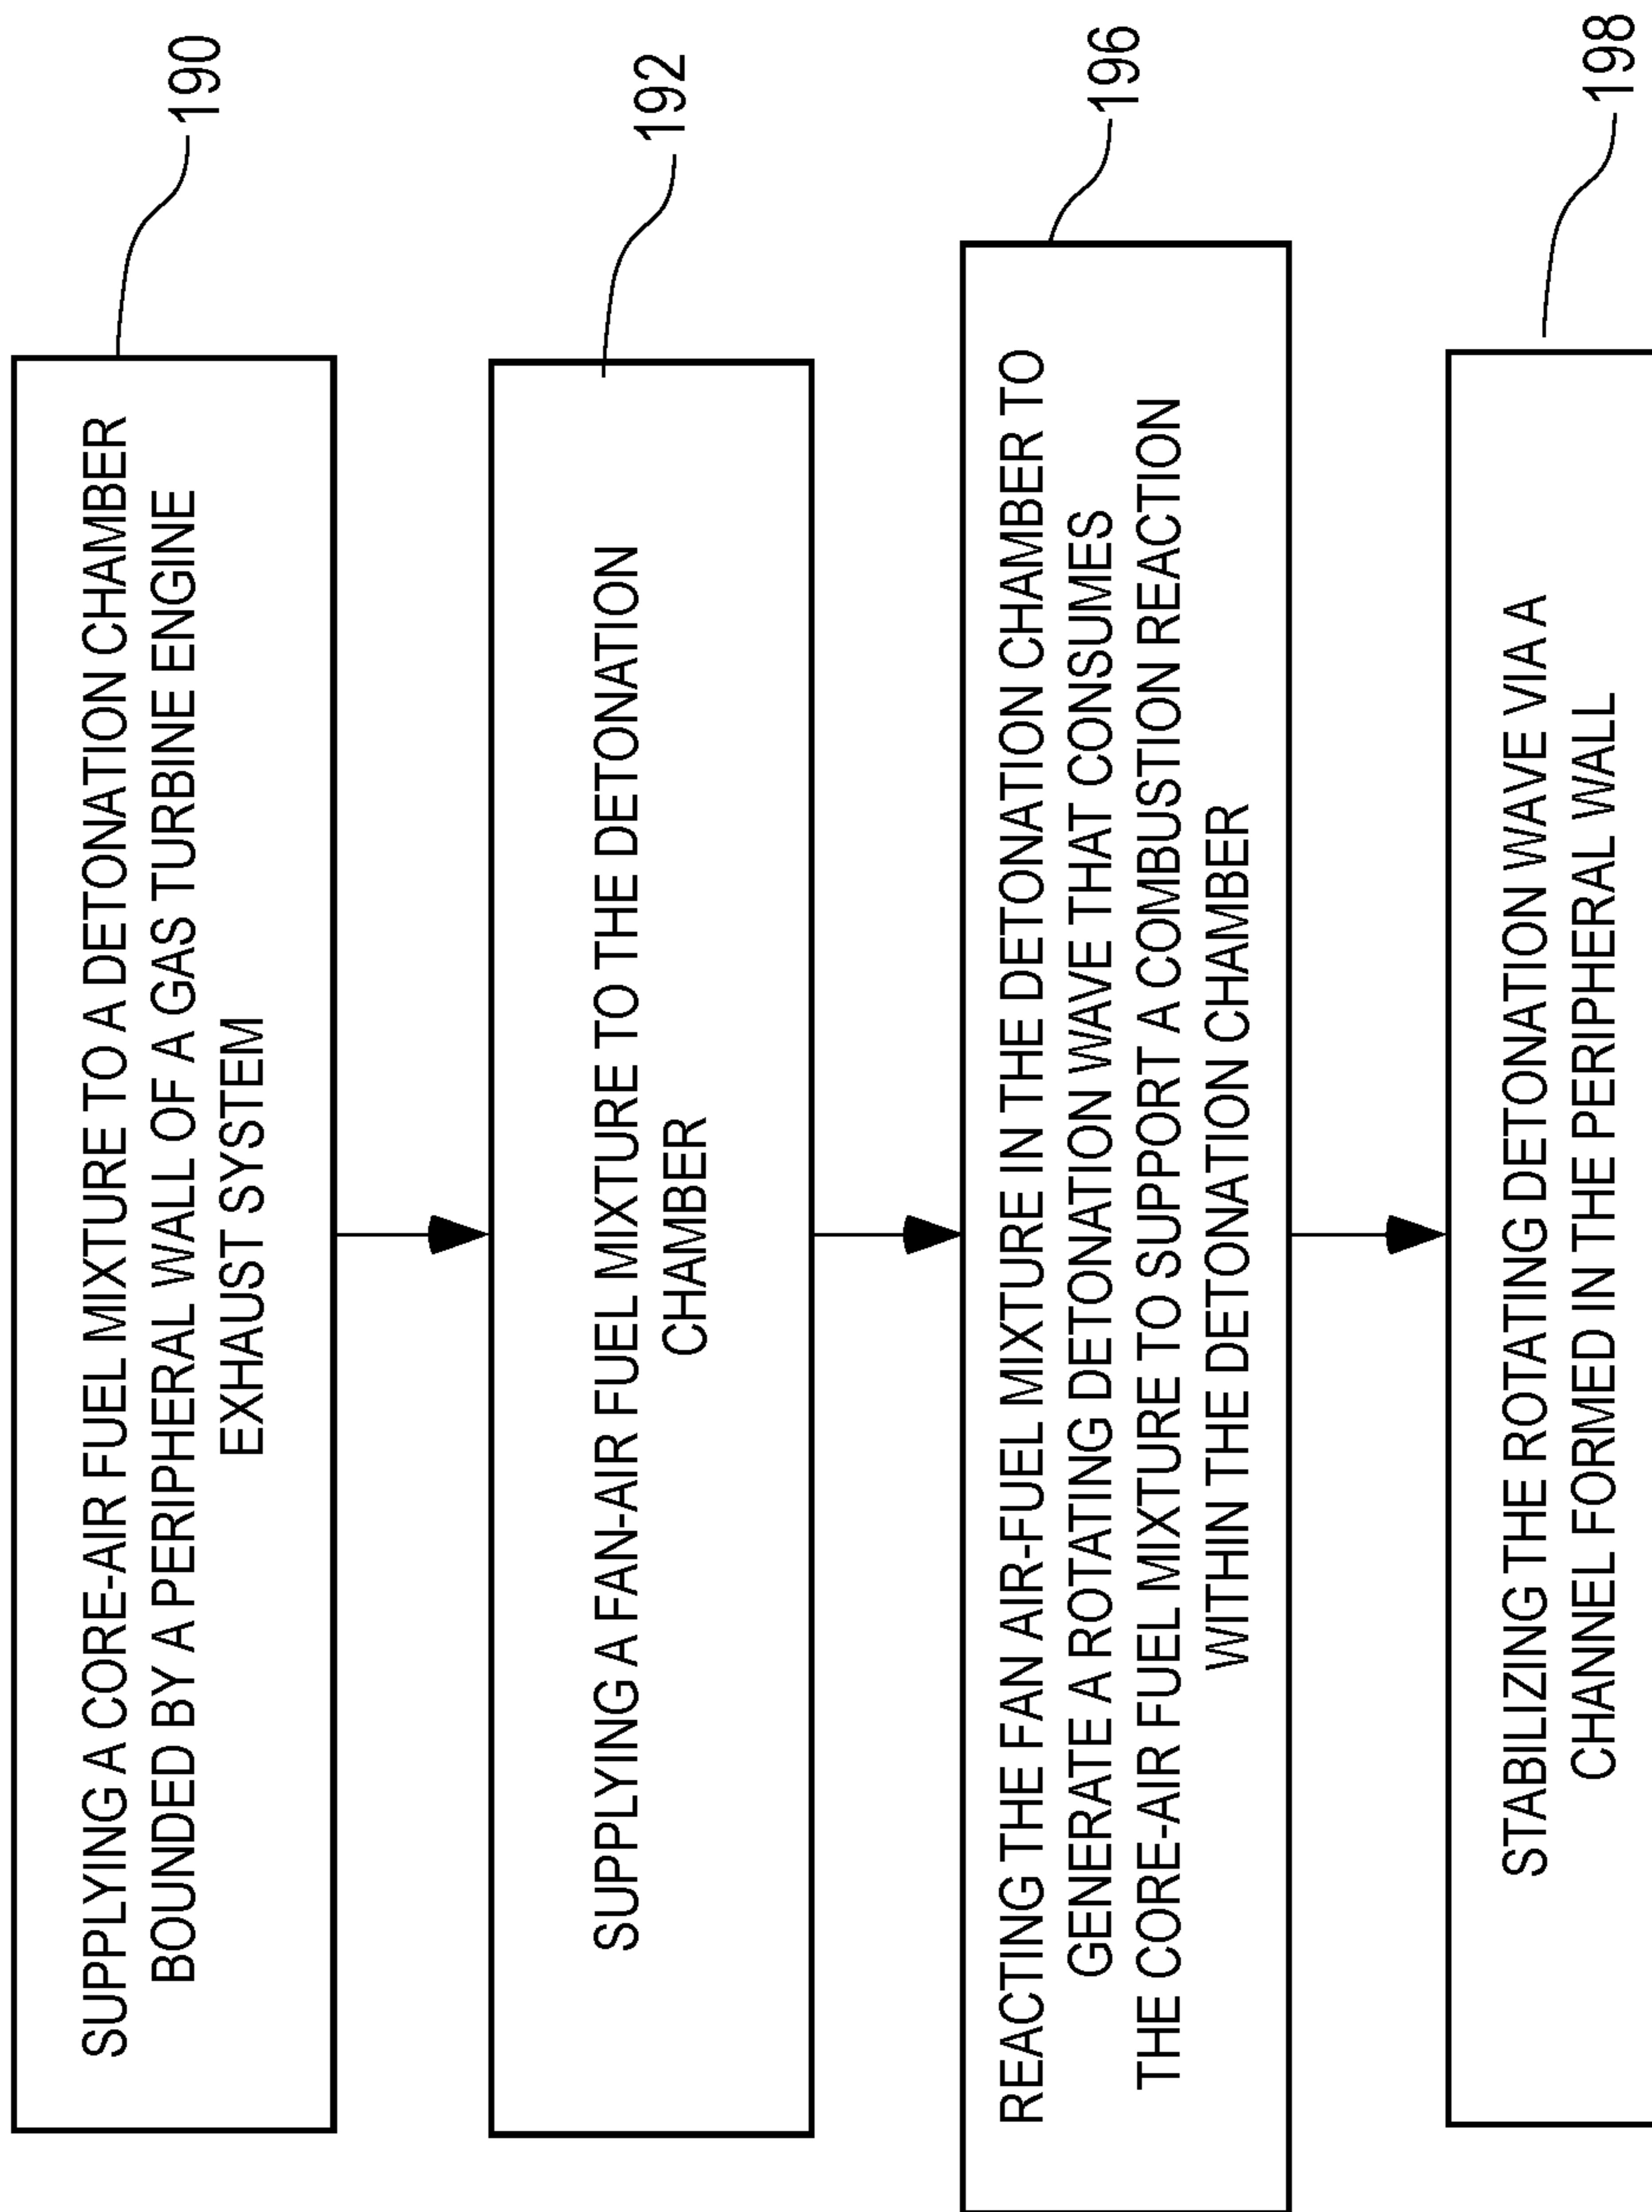 SUPPLYING A CORE-AIR FUEL MIXTURE TO A DETONATION CHAMBER
BOUNDED BY A PERIPHERAL WALL OF A GAS TURBINE ENGINE
EXHAUST SYSTEM
190
SUPPLYING A FAN-AIR FUEL MIXTURE TO THE DETONATION
CHAMBER
192
REACTING THE FAN AIR-FUEL MIXTURE IN THE DETONATION CHAMBER TO
GENERATE A ROTATING DETONATION WAVE THAT CONSUMES
THE CORE-AIR FUEL MIXTURE TO SUPPORT A COMBUSTION REACTION
WITHIN THE DETONATION CHAMBER
196
STABILIZING THE ROTATING DETONATION WAVE VIA A
CHANNEL FORMED IN THE PERIPHERAL WALL
198